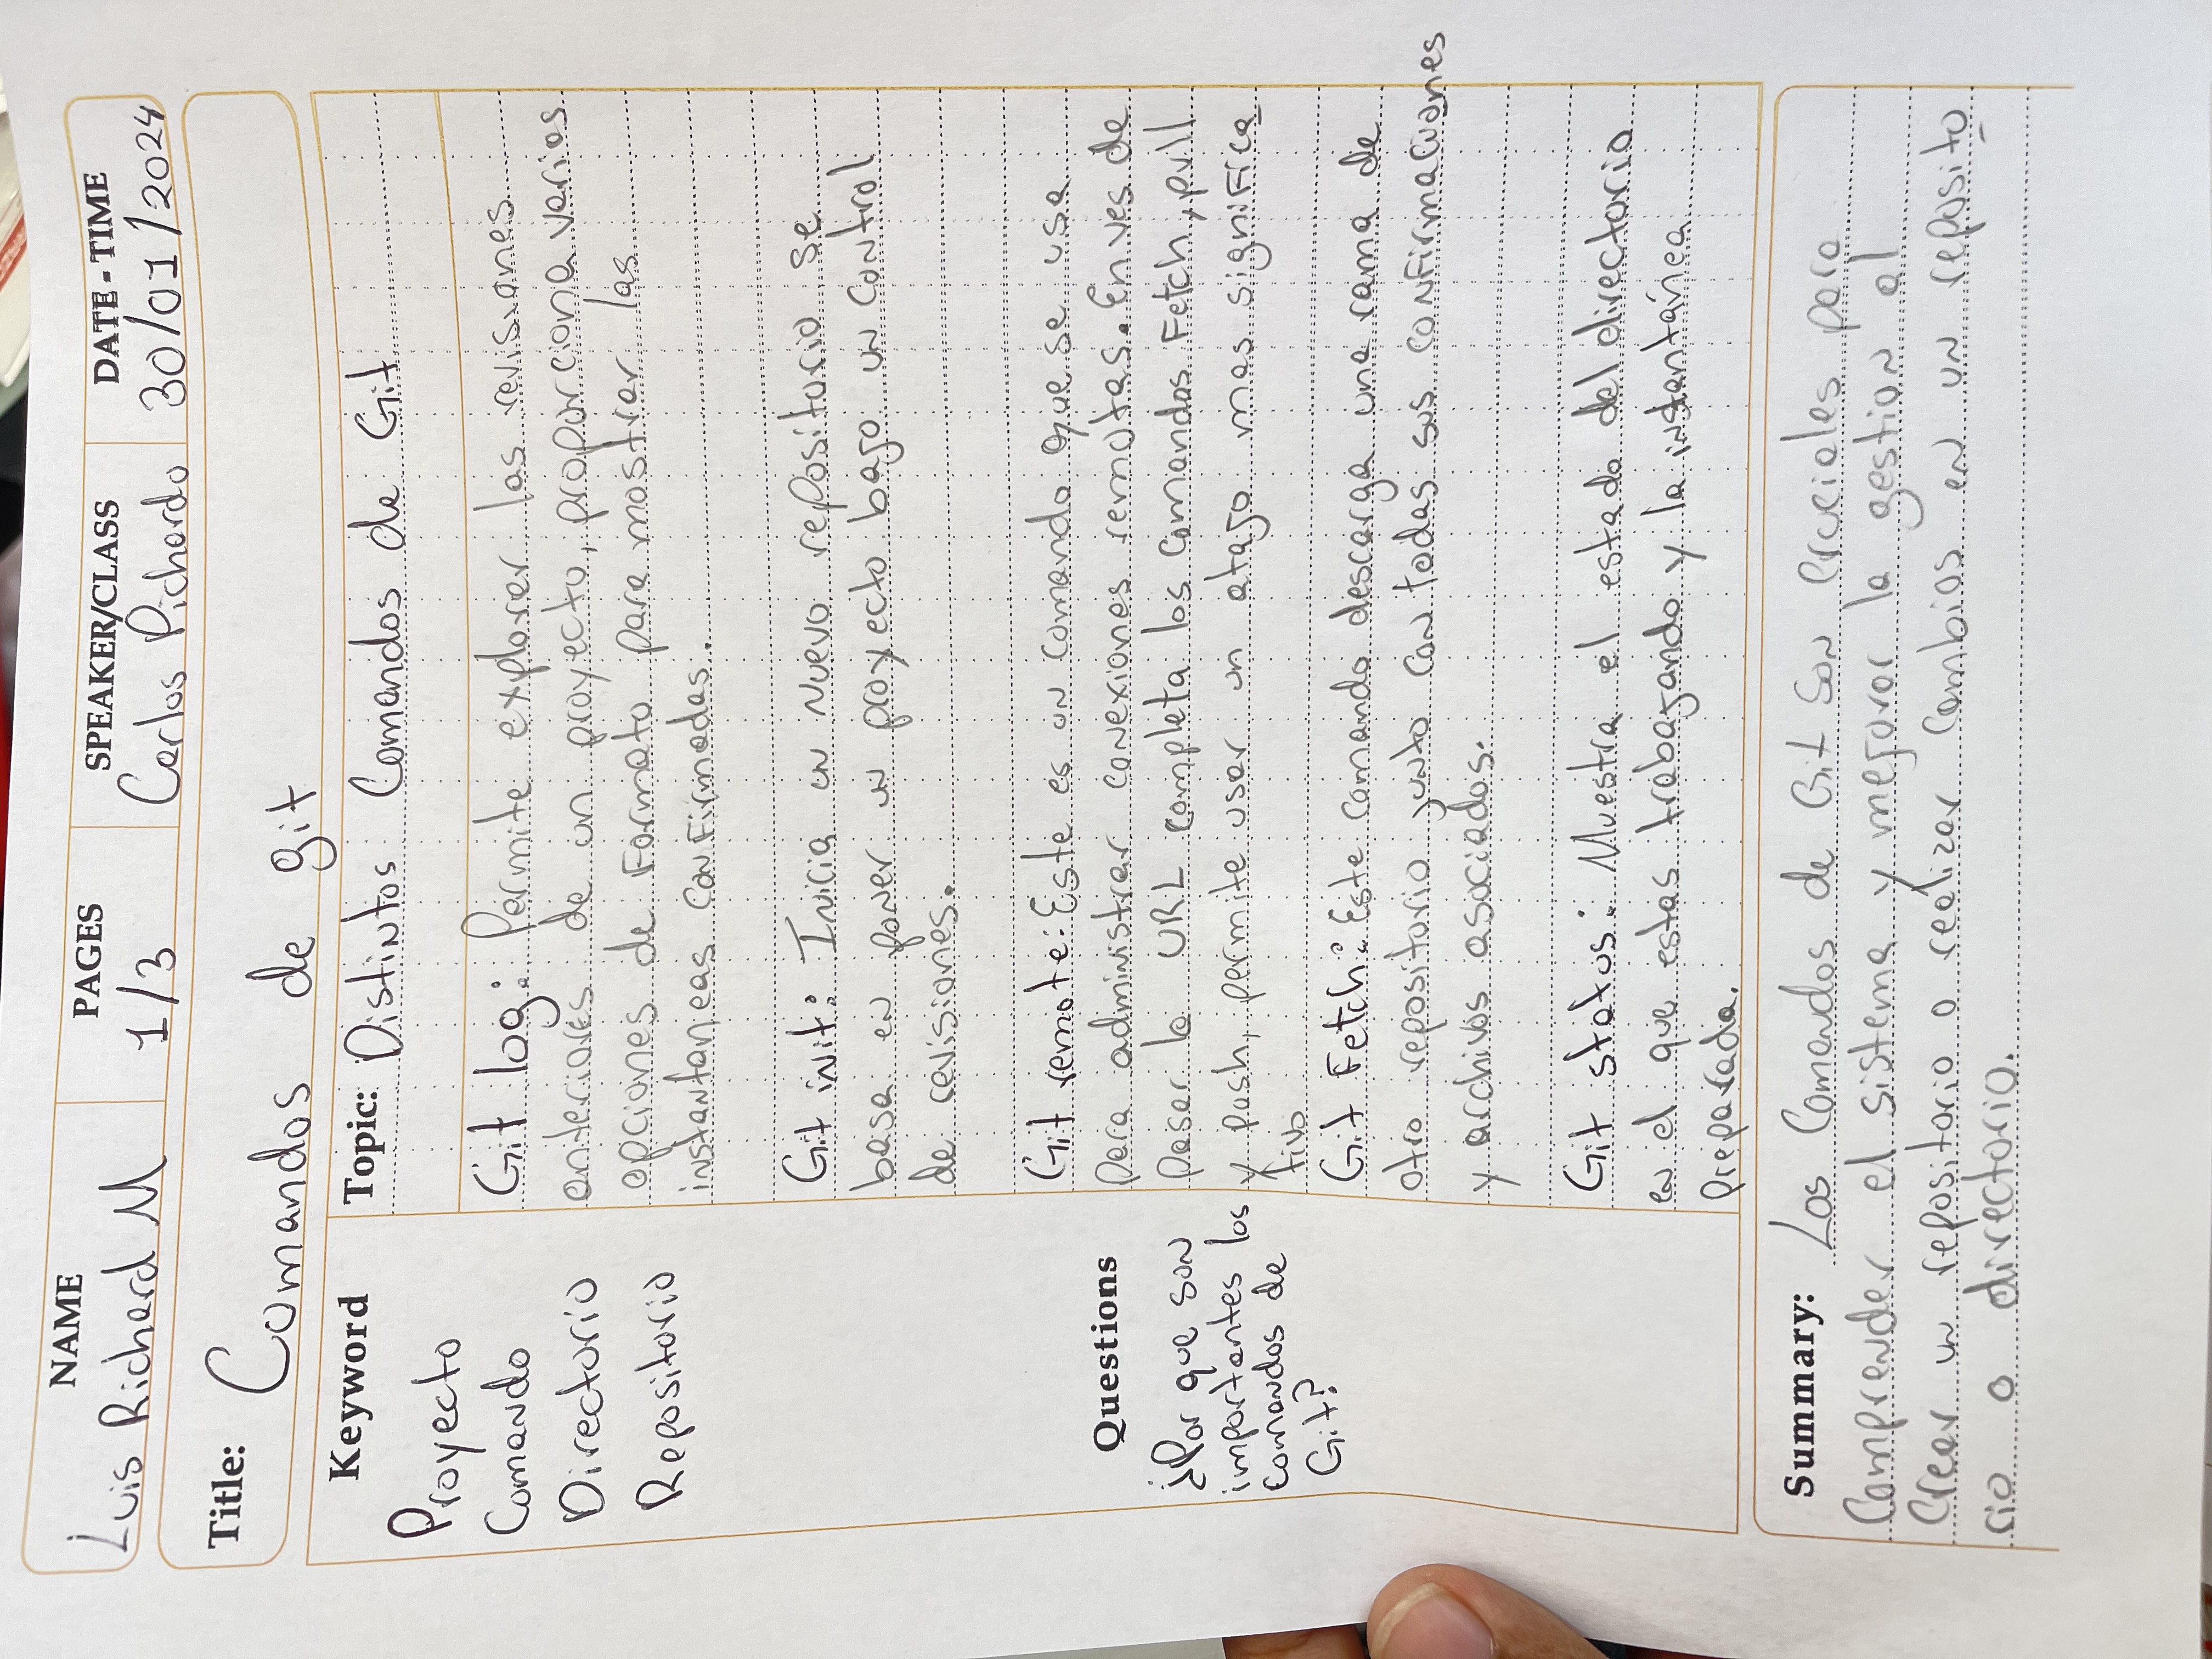 NAME
Luis Richard M
PAGES
1/3
SPEAKER/CLASS
Carlos Pichardo
DATE - TIME
30/01/2024
Title: Comandos de git
Keyword
Proyecto
Comando
Directorio
Repositorio
Questions
¿Por que son
importantes los
comandos de
Git?
Topic: Distintos Comandos de Git
Git log: Permite explorar las revisiones
anteriores de un proyecto, proporciona varias
opciones de formato para mostrar las
instantaneas confirmadas.
Git init: Inicia un nuevo repositorio se
basa en poner un proyecto bajo un control
de revisiones.
Git remote: Este es un comando que se usa
para administrar conexiones remotas. En ves de
pasar la URL completa los comandos Fetch, pull
y push, permite usar un atajo mas significa
tivo
Git Fetch: Este comando descarga una rama de
otro repositorio junto con todas sus confirmaciones
y archivos asociados.
Git status: Muestra el estado del directorio
en el que estas trabajando y la instantánea
preparada.
Summary: Los Comandos de Git son cruciales para
Comprender el sistema y mejorar la gestion al
Crear un repositorio o realizar cambios en un reposito
rio o directorio.